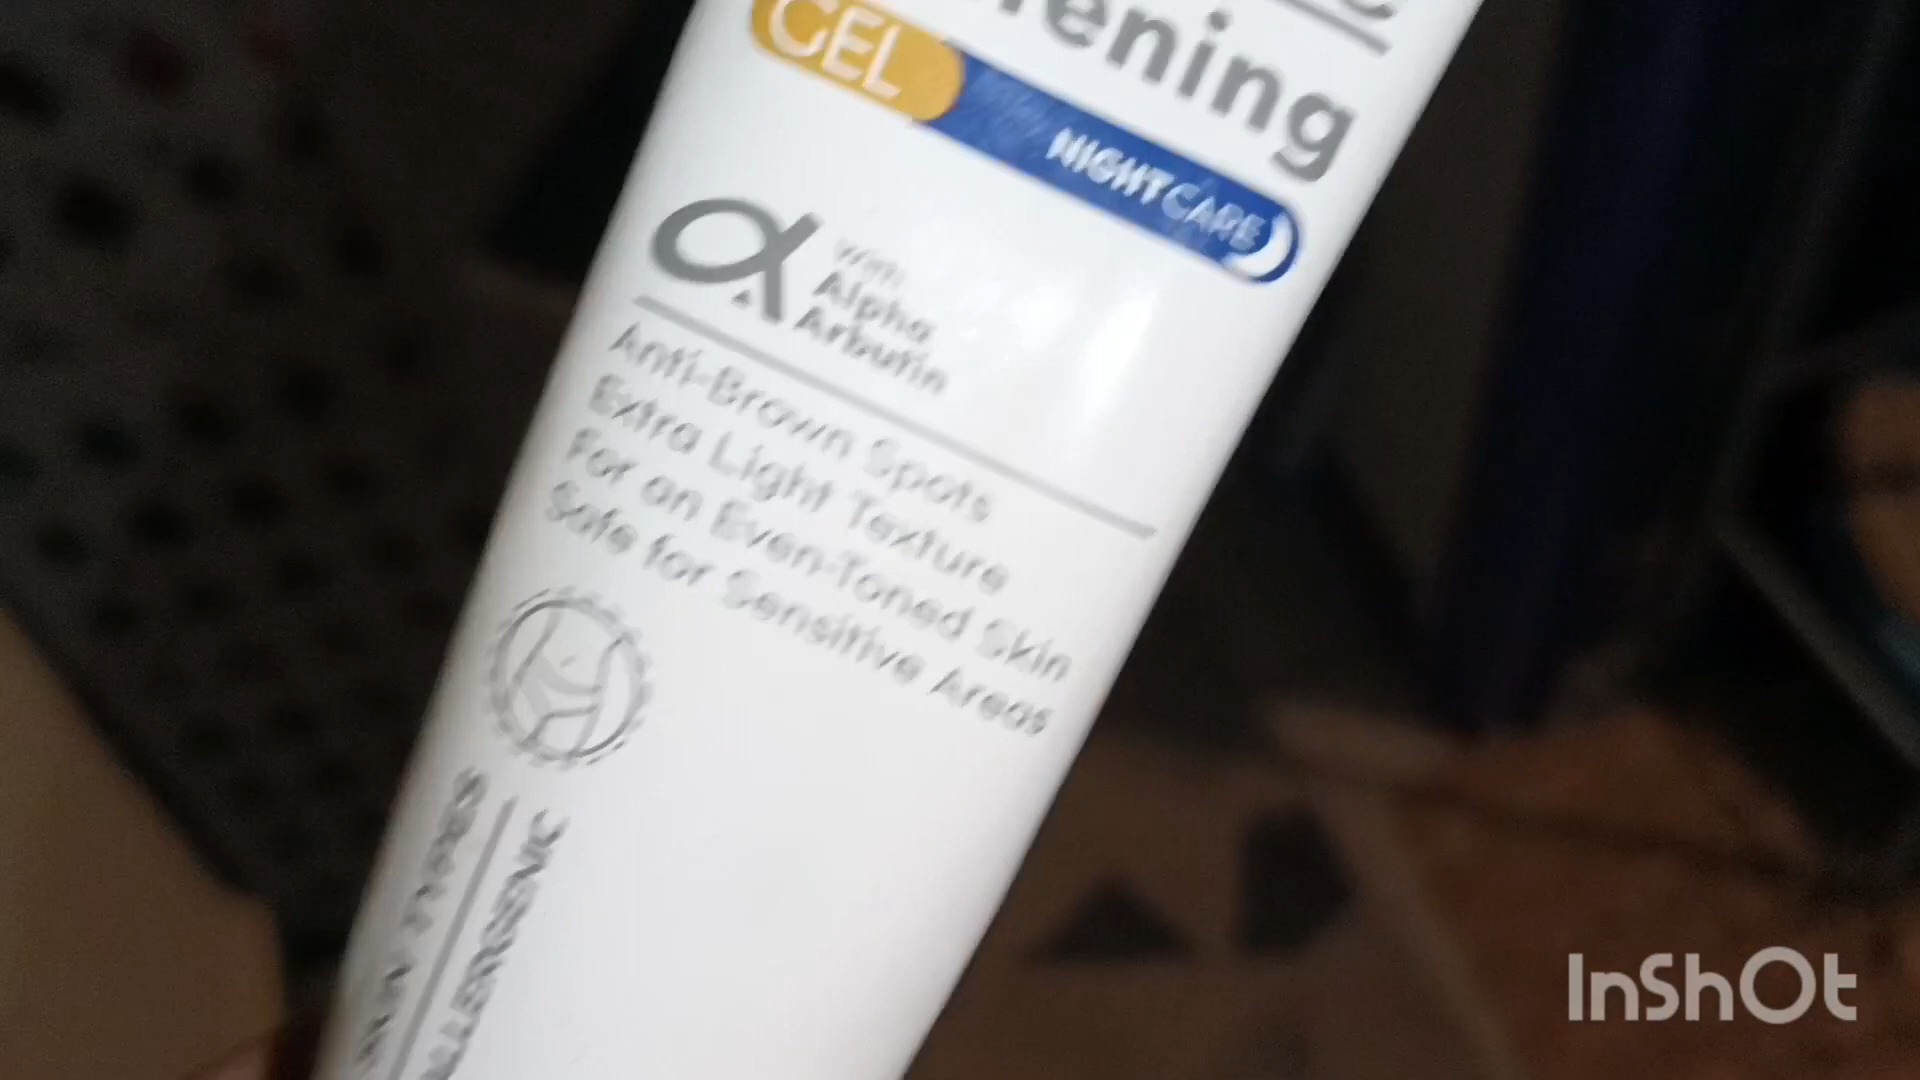 GEL
NIGHT CARE
With
Alpha
Arbutin
Anti-Brown Spots
Extra Light Texture
For an Even-Toned Skin
Safe for Sensitive Areas
InShOt